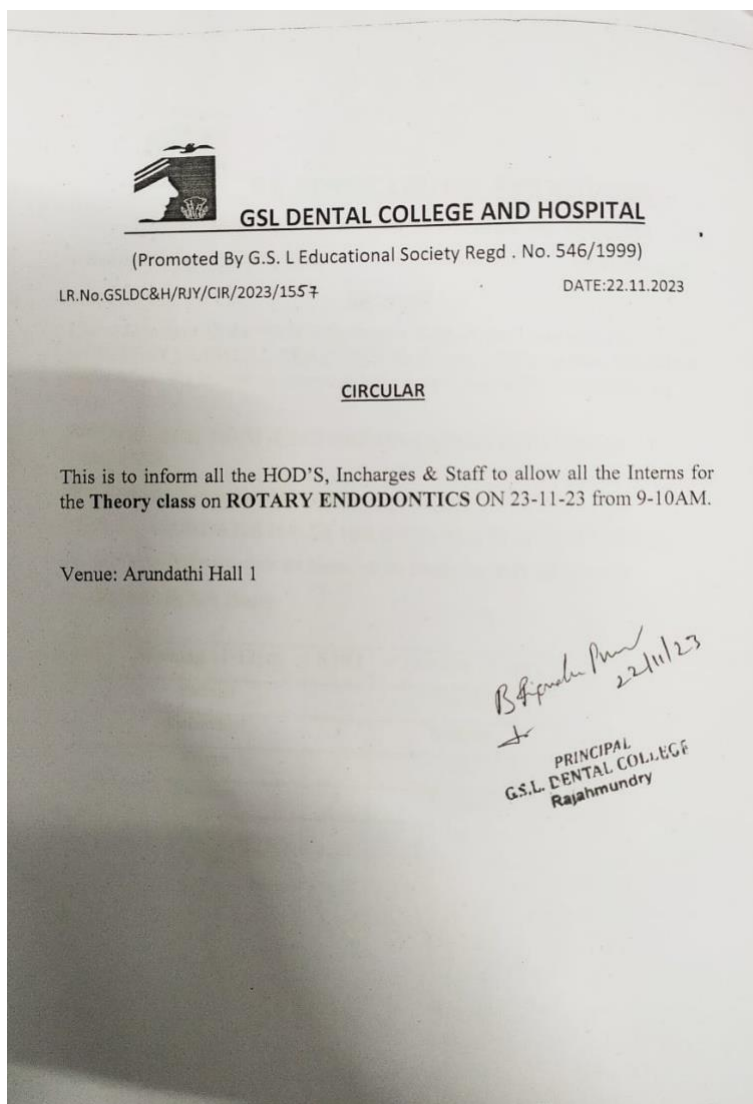 GSL DENTAL COLLEGE AND HOSPITAL
(Promoted By G.S. L Educational Society Regd . No. 546/1999)
LR.No.GSLDC&H/RJY/CIR/2023/1557
DATE:22.11.2023
CIRCULAR
This is to inform all the HOD'S, Incharges & Staff to allow all the Interns for
the Theory class on ROTARY ENDODONTICS ON 23-11-23 from 9-10AM.
Venue: Arundathi Hall 1
22/11/23
PRINCIPAL
G.S.L. DENTAL COLLEGE
Rajahmundry